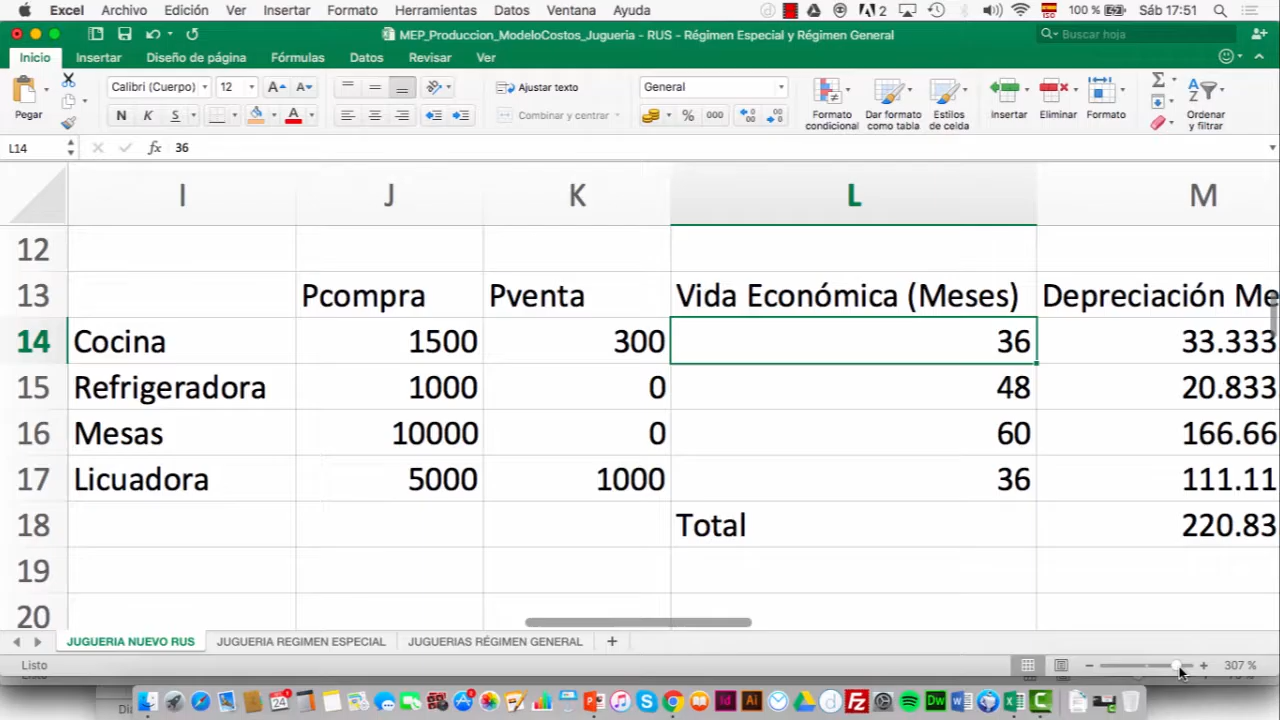 Excel Archivo Edición Ver Insertar Formato Herramientas Datos Ventana Ayuda 2 ISO 100 % Sáb 17:51
MEP_Produccion_ModeloCostos_Jugueria - RUS - Régimen Especial y Régimen General Buscar hoja
Inicio Insertar Diseño de página Fórmulas Datos Revisar Ver
Pegar Calibri (Cuerpo) 12 A A Ajustar texto General Formato condicional Dar formato como tabla Estilos de celda Insertar Eliminar Formato Ordenar y filtrar
N K S A Combinar y centrar % 000
L14 fx 36
I J K L M
12
13 Pcompra Pventa Vida Económica (Meses) Depreciación Me
14 Cocina 1500 300 36 33.333
15 Refrigeradora 1000 0 48 20.833
16 Mesas 10000 0 60 166.66
17 Licuadora 5000 1000 36 111.11
18 Total 220.83
19
20
JUGUERIA NUEVO RUS JUGUERIA REGIMEN ESPECIAL JUGUERIAS RÉGIMEN GENERAL
Listo 307 %